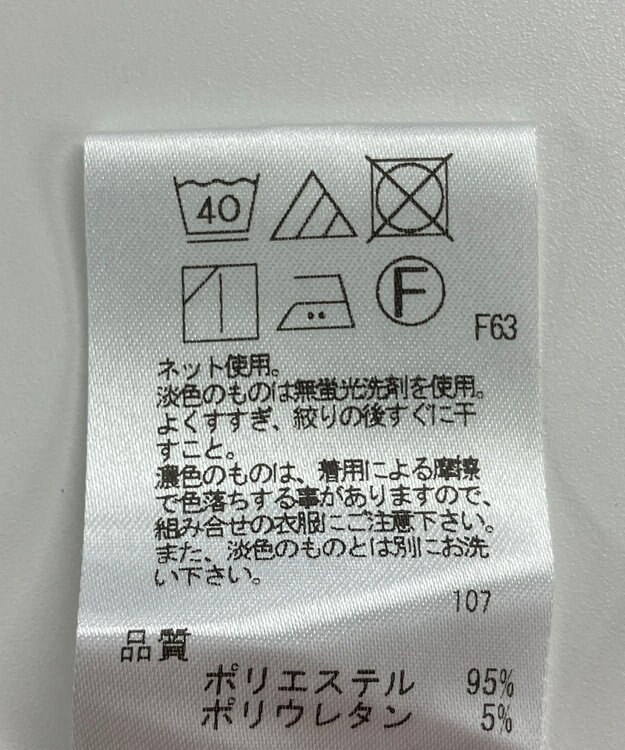 40
F
F63
ネット使用。
淡色のものは無蛍光洗剤を使用。
よくすすぎ、絞りの後すぐに干
すこと。
濃色のものは、着用による摩擦
で色落ちする事がありますので、
組み合せの衣服にご注意下さい。
また、淡色のものとは別にお洗
い下さい。
107
品質
ポリエステル 95%
ポリウレタン 5%